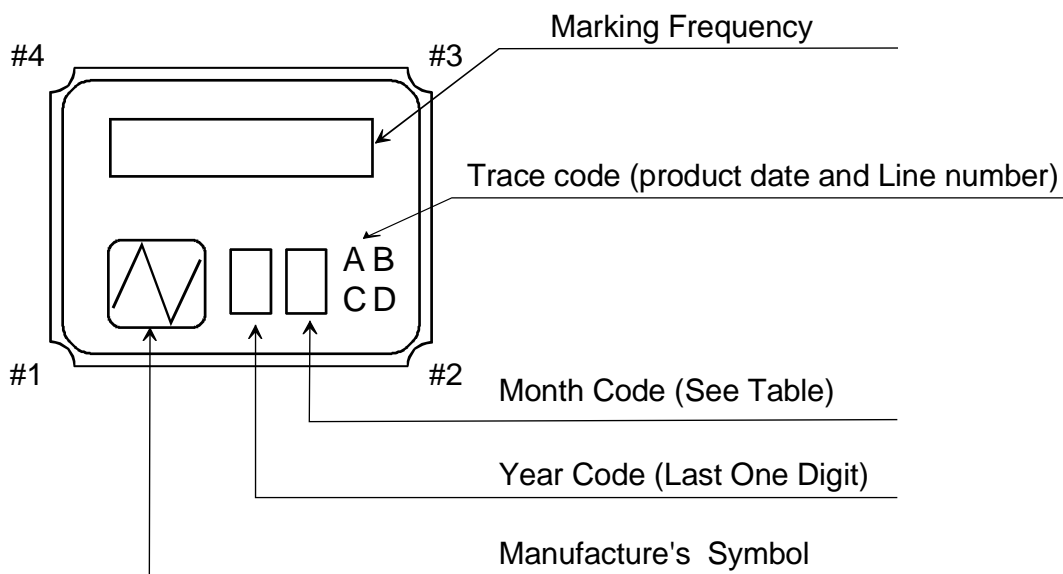 Marking Frequency
#4
#3
Trace code (product date and Line number)
A B
C D
#1
#2
Month Code (See Table)
Year Code (Last One Digit)
Manufacture's Symbol